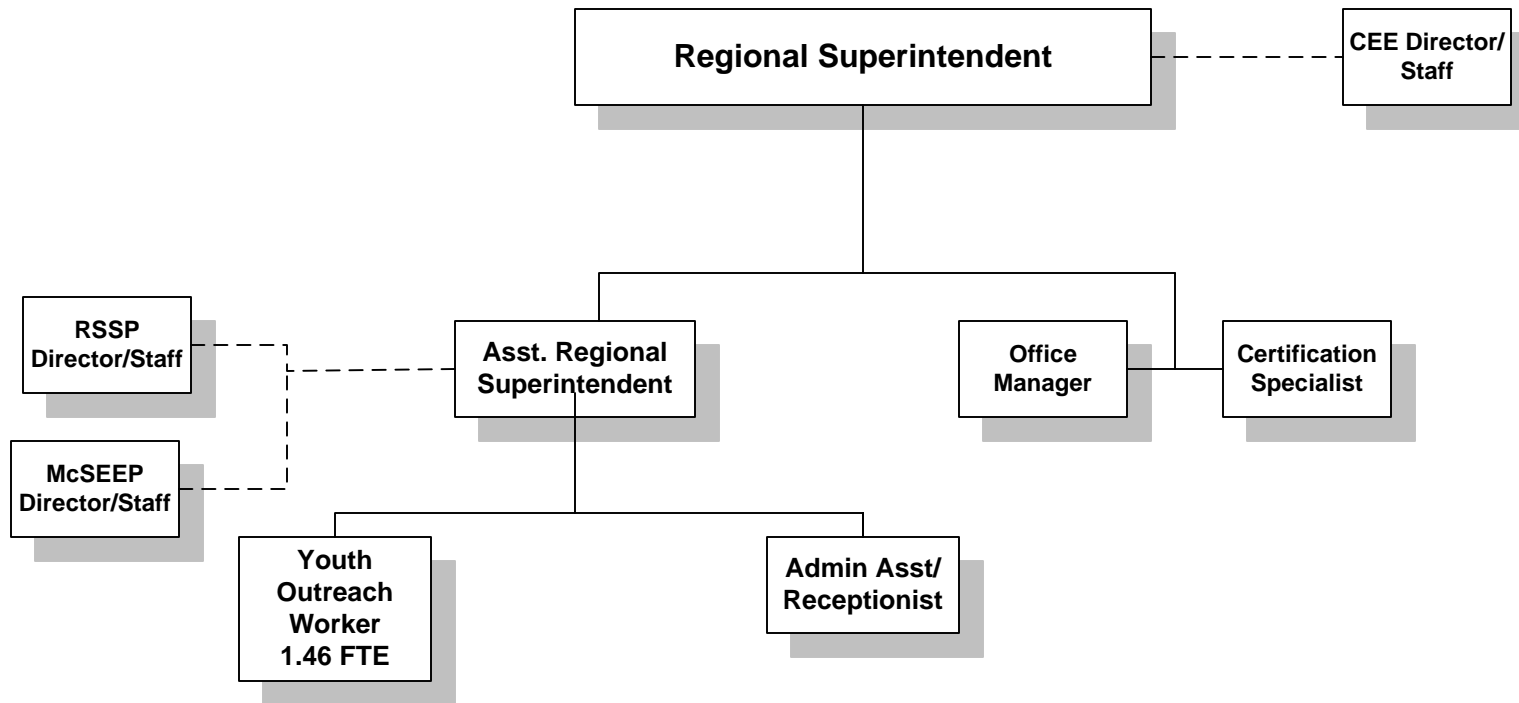 Regional Superintendent
CEE Director/
Staff
RSSP
Director/Staff
Asst. Regional
Superintendent
Office
Manager
Certification
Specialist
McSEEP
Director/Staff
Youth
Outreach
Worker
1.46 FTE
Admin Asst/
Receptionist